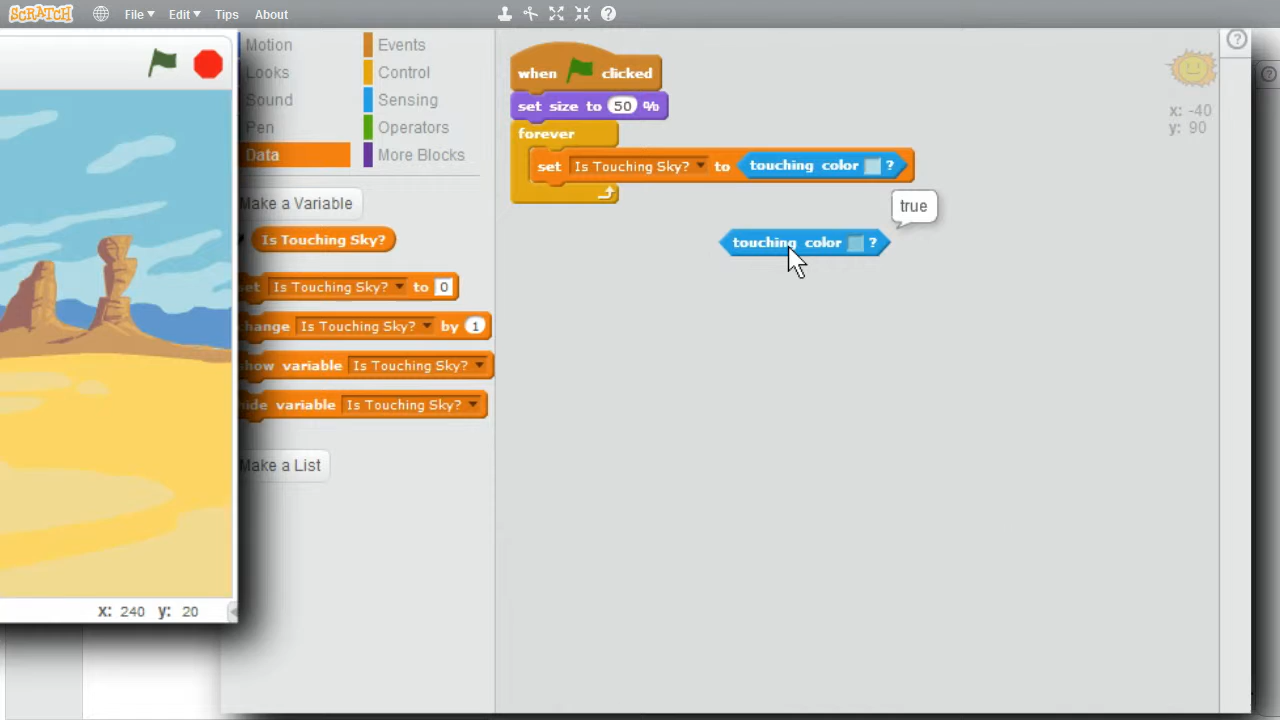 SCRATCH File Edit Tips About
Motion Events
Looks Control
Sound Sensing
Pen Operators
Data More Blocks
Make a Variable
Is Touching Sky?
set Is Touching Sky? to 0
change Is Touching Sky? by 1
show variable Is Touching Sky?
hide variable Is Touching Sky?
Make a List
when clicked
set size to 50 %
forever
set Is Touching Sky? to touching color ?
true
touching color ?
x: -40
y: 90
x: 240 y: 20